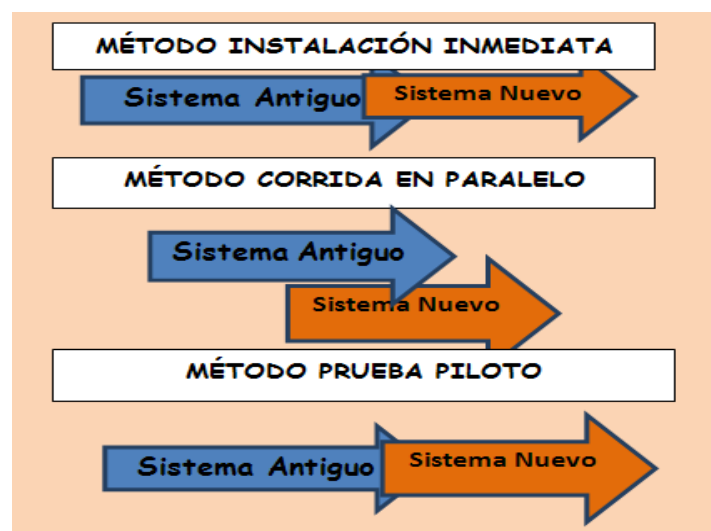 MÉTODO INSTALACIÓN INMEDIATA
Sistema Antiguo
Sistema Nuevo
MÉTODO CORRIDA EN PARALELO
Sistema Antiguo
Sistema Nuevo
MÉTODO PRUEBA PILOTO
Sistema Antiguo
Sistema Nuevo